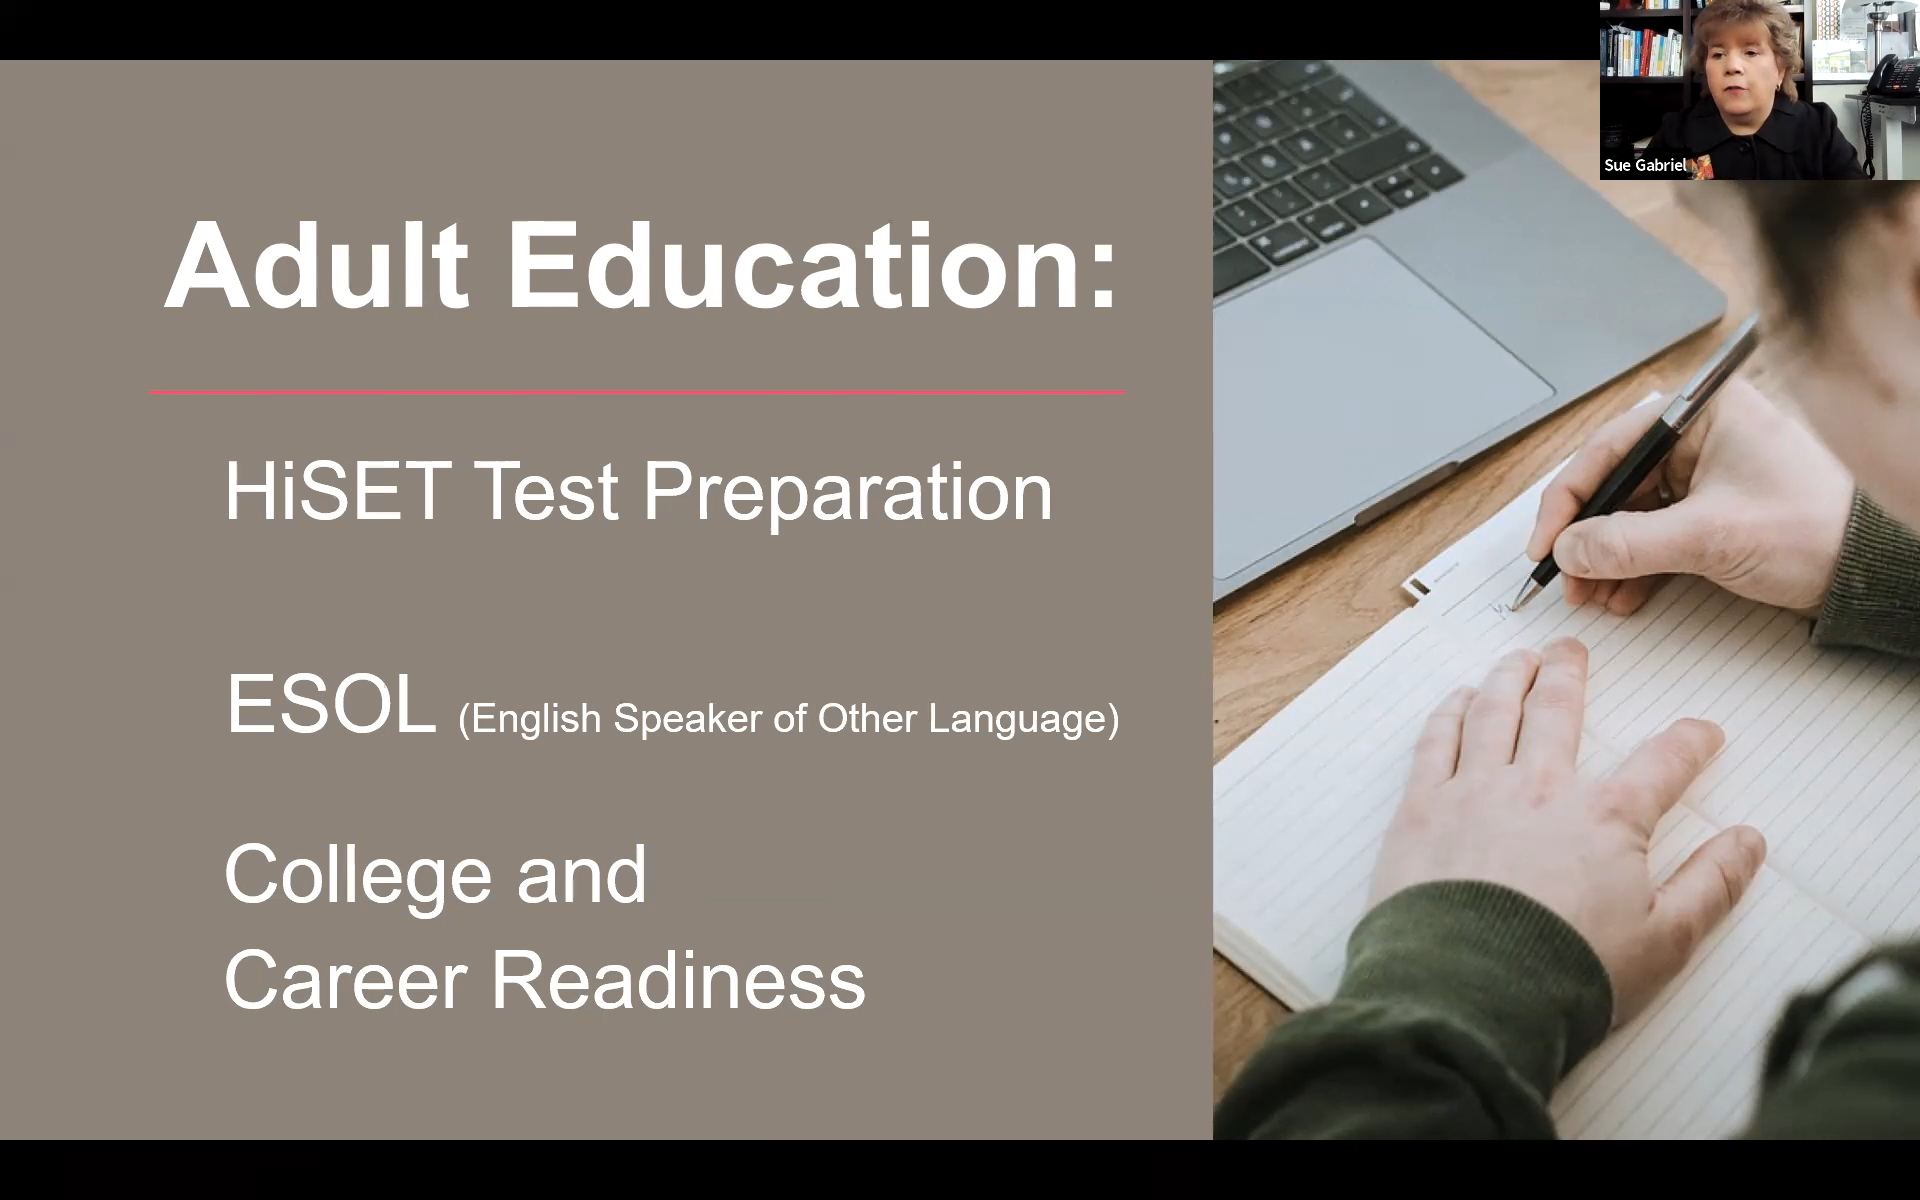 Sue Gabriel
Adult Education:
HiSET Test Preparation
ESOL (English Speaker of Other Language)
College and
Career Readiness